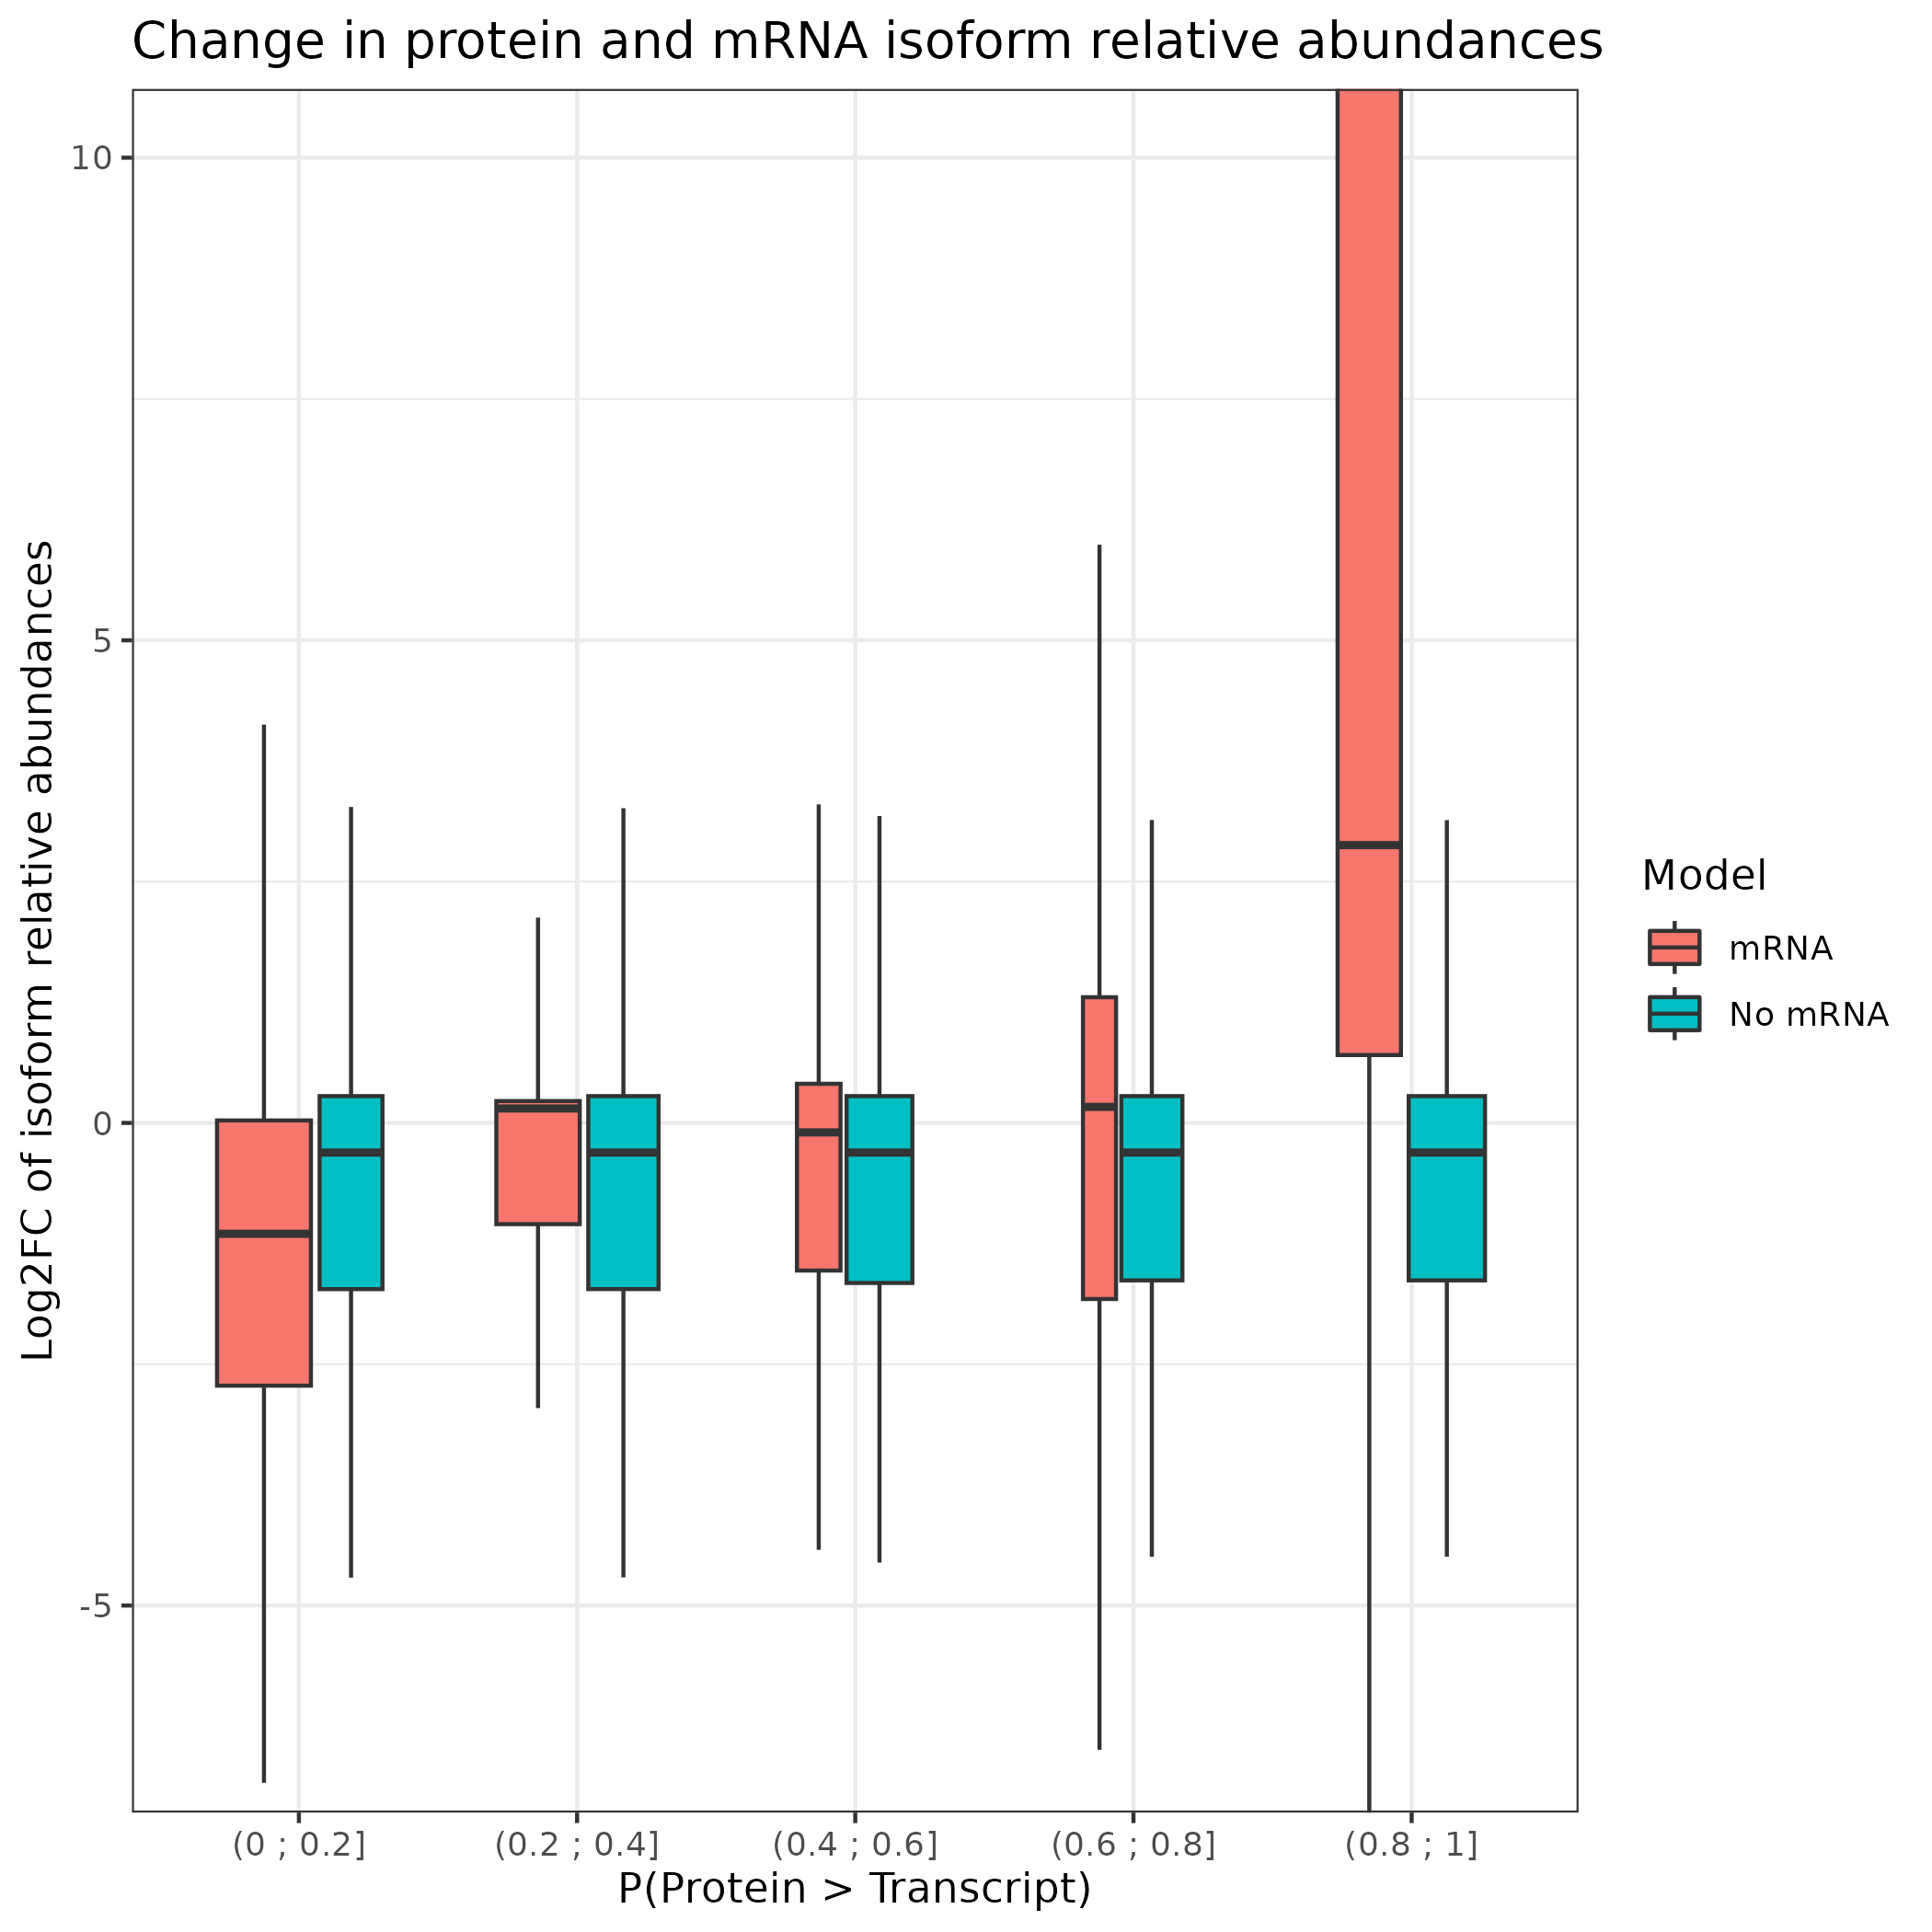 Change in protein and mRNA isoform relative abundances
Log2FC of isoform relative abundances
10
5
0
-5
(0 ; 0.2]
(0.2 ; 0.4]
(0.4 ; 0.6]
(0.6 ; 0.8]
(0.8 ; 1]
P(Protein > Transcript)
Model
mRNA
No mRNA